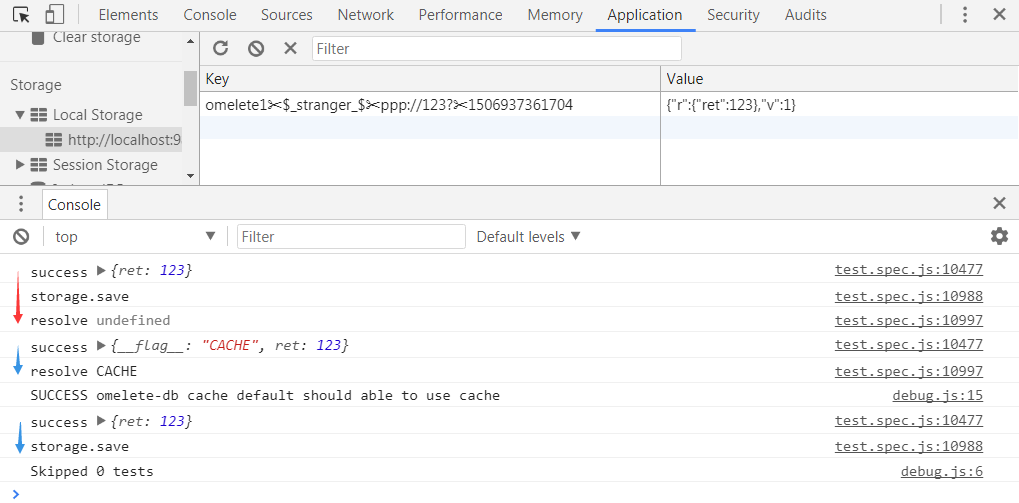 Elements Console Sources Network Performance Memory Application Security Audits
Clear storage
Filter
Storage
Key Value
Local Storage
omelete1✂$_stranger_$✂ppp://123?✂1506937361704 {"r":{"ret":123},"v":1}
http://localhost:9
Session Storage
Console
top Filter Default levels
success {ret: 123} test.spec.js:10477
storage.save test.spec.js:10988
resolve undefined test.spec.js:10997
success {__flag__: "CACHE", ret: 123} test.spec.js:10477
resolve CACHE test.spec.js:10997
SUCCESS omelete-db cache default should able to use cache debug.js:15
success {ret: 123} test.spec.js:10477
storage.save test.spec.js:10988
Skipped 0 tests debug.js:6